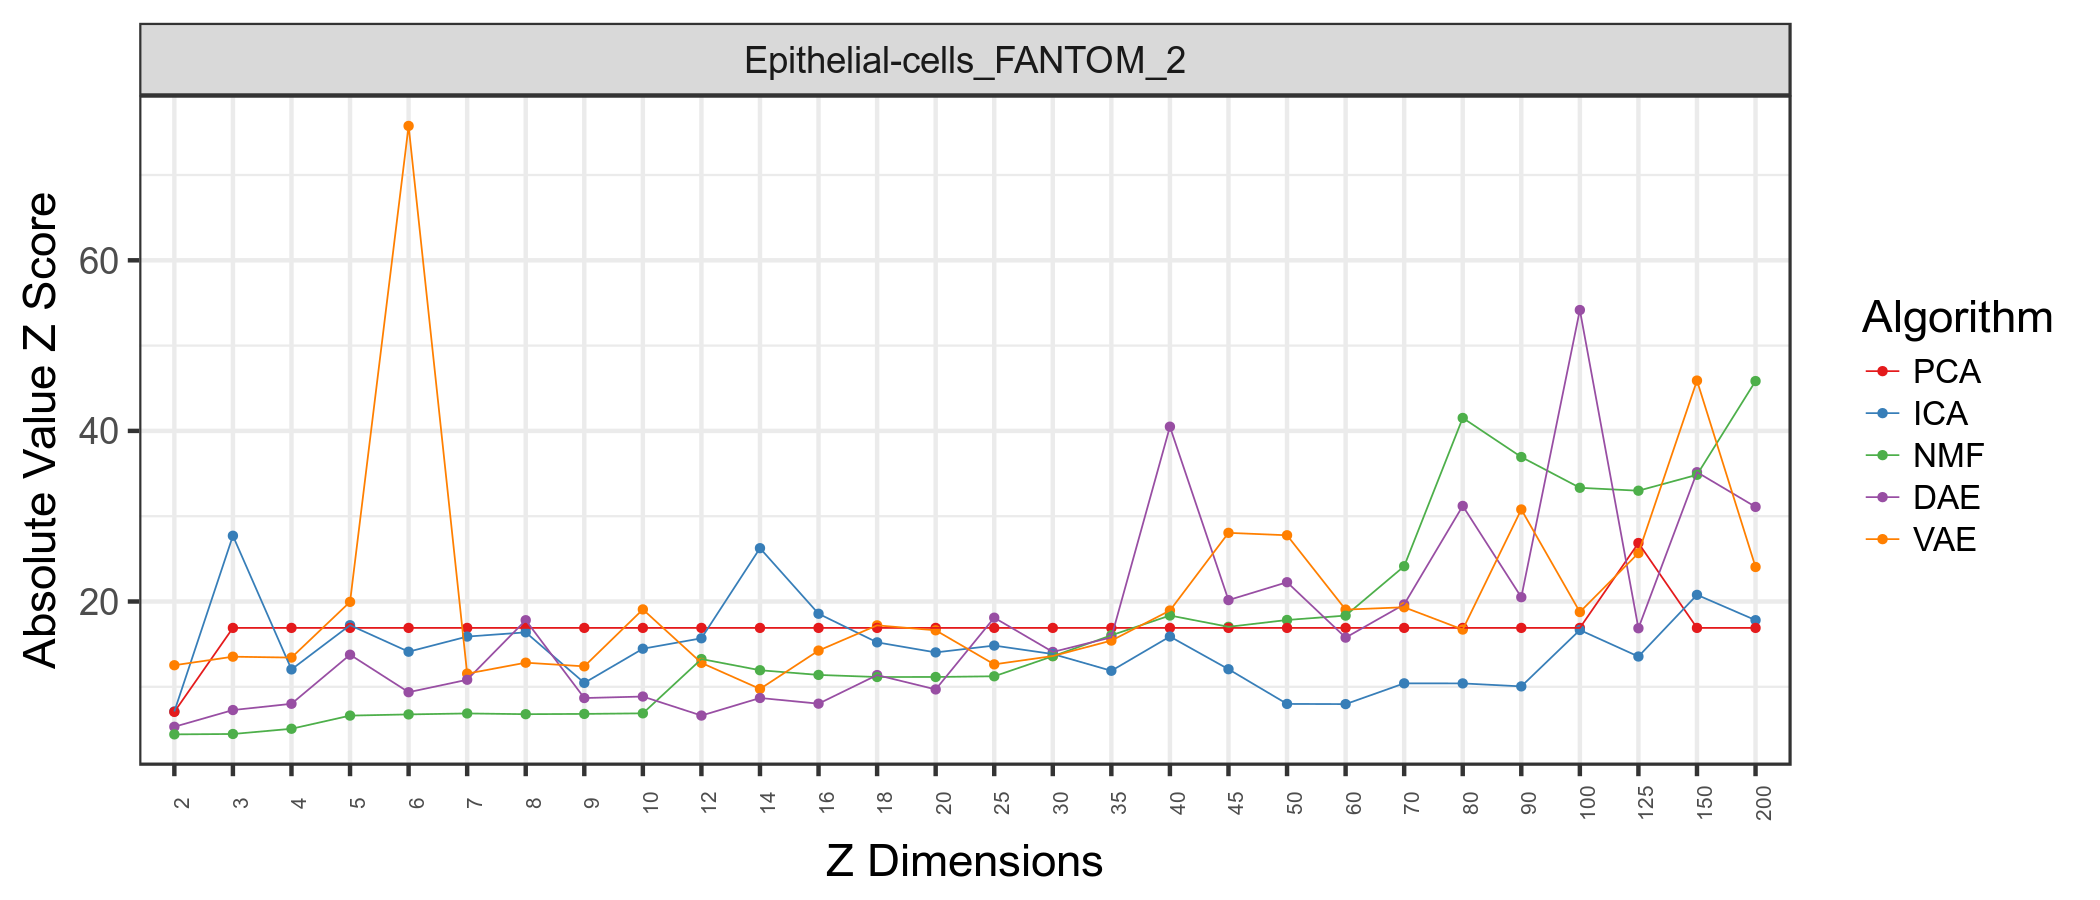 Epithelial-cells_FANTOM_2
Absolute Value Z Score
60
40
20
2 3 4 5 6 7 8 9 10 12 14 16 18 20 25 30 35 40 45 50 60 70 80 90 100 125 150 200
Z Dimensions
Algorithm
PCA
ICA
NMF
DAE
VAE